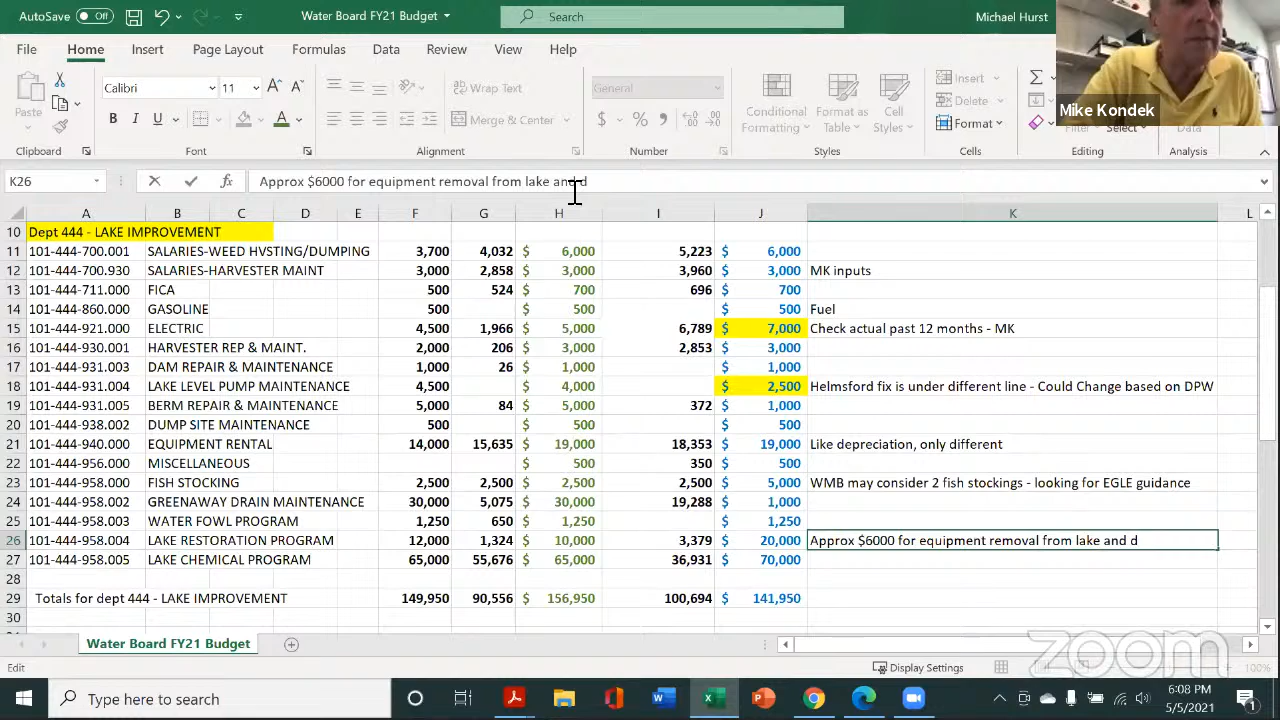 AutoSave Off Water Board FY21 Budget Search Michael Hurst
File Home Insert Page Layout Formulas Data Review View Help
Paste Calibri 11 Wrap Text General Conditional Formatting Format as Table Cell Styles Insert
Merge & Center Delete
Format Select Data
Clipboard Font Alignment Number Styles Cells Editing Analysis
Mike Kondek
K26 Approx $6000 for equipment removal from lake and d
A B C D E F G H I J K L
10 Dept 444 - LAKE IMPROVEMENT
11 101-444-700.001 SALARIES-WEED HVSTING/DUMPING 3,700 4,032 $ 6,000 5,223 $ 6,000
12 101-444-700.930 SALARIES-HARVESTER MAINT 3,000 2,858 $ 3,000 3,960 $ 3,000 MK inputs
13 101-444-711.000 FICA 500 524 $ 700 696 $ 700
14 101-444-860.000 GASOLINE 500 $ 500 $ 500 Fuel
15 101-444-921.000 ELECTRIC 4,500 1,966 $ 5,000 6,789 $ 7,000 Check actual past 12 months - MK
16 101-444-930.001 HARVESTER REP & MAINT. 2,000 206 $ 3,000 2,853 $ 3,000
17 101-444-931.003 DAM REPAIR & MAINTENANCE 1,000 26 $ 1,000 $ 1,000
18 101-444-931.004 LAKE LEVEL PUMP MAINTENANCE 4,500 $ 4,000 $ 2,500 Helmsford fix is under different line - Could Change based on DPW
19 101-444-931.005 BERM REPAIR & MAINTENANCE 5,000 84 $ 5,000 372 $ 1,000
20 101-444-938.002 DUMP SITE MAINTENANCE 500 $ 500 $ 500
21 101-444-940.000 EQUIPMENT RENTAL 14,000 15,635 $ 19,000 18,353 $ 19,000 Like depreciation, only different
22 101-444-956.000 MISCELLANEOUS $ 500 350 $ 500
23 101-444-958.000 FISH STOCKING 2,500 2,500 $ 2,500 2,500 $ 5,000 WMB may consider 2 fish stockings - looking for EGLE guidance
24 101-444-958.002 GREENAWAY DRAIN MAINTENANCE 30,000 5,075 $ 30,000 19,288 $ 1,000
25 101-444-958.003 WATER FOWL PROGRAM 1,250 650 $ 1,250 $ 1,250
26 101-444-958.004 LAKE RESTORATION PROGRAM 12,000 1,324 $ 10,000 3,379 $ 20,000 Approx $6000 for equipment removal from lake and d
27 101-444-958.005 LAKE CHEMICAL PROGRAM 65,000 55,676 $ 65,000 36,931 $ 70,000
28
29 Totals for dept 444 - LAKE IMPROVEMENT 149,950 90,556 $ 156,950 100,694 $ 141,950
30
Water Board FY21 Budget
zoom
Edit Display Settings 100%
Type here to search 6:08 PM
5/5/2021